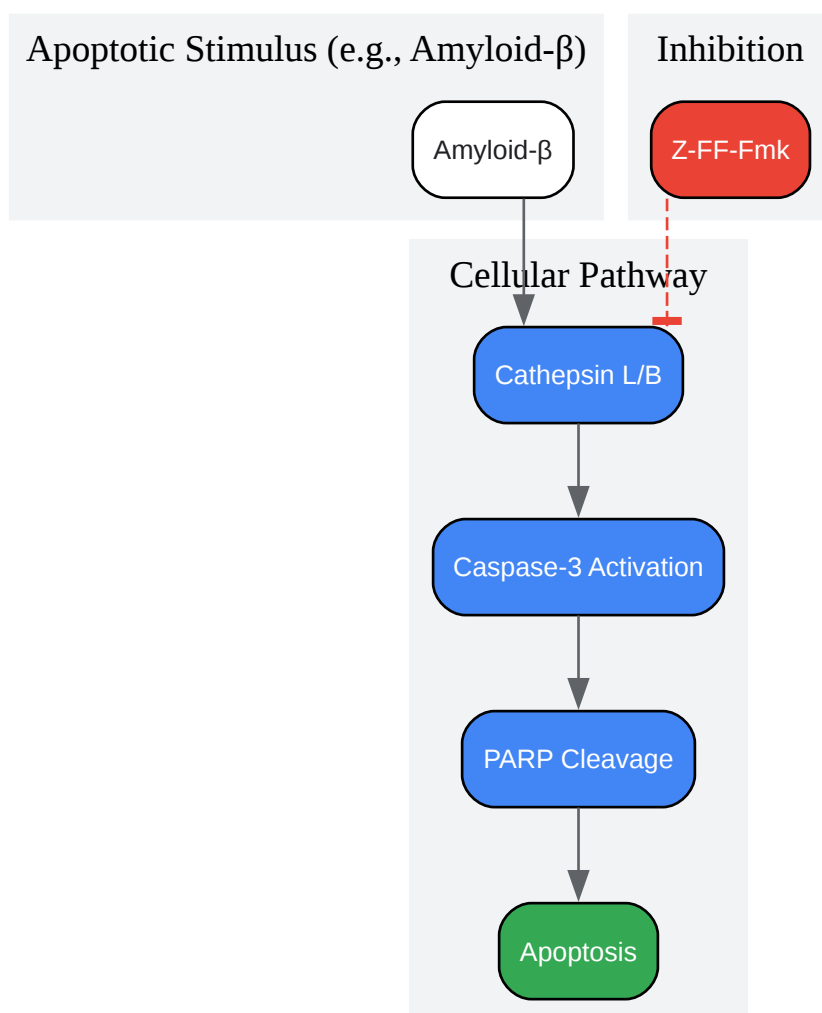 Apoptotic Stimulus (e.g., Amyloid-β)
Inhibition
Amyloid-β
Z-FF-Fmk
Cellular Pathway
Cathepsin L/B
Caspase-3 Activation
PARP Cleavage
Apoptosis